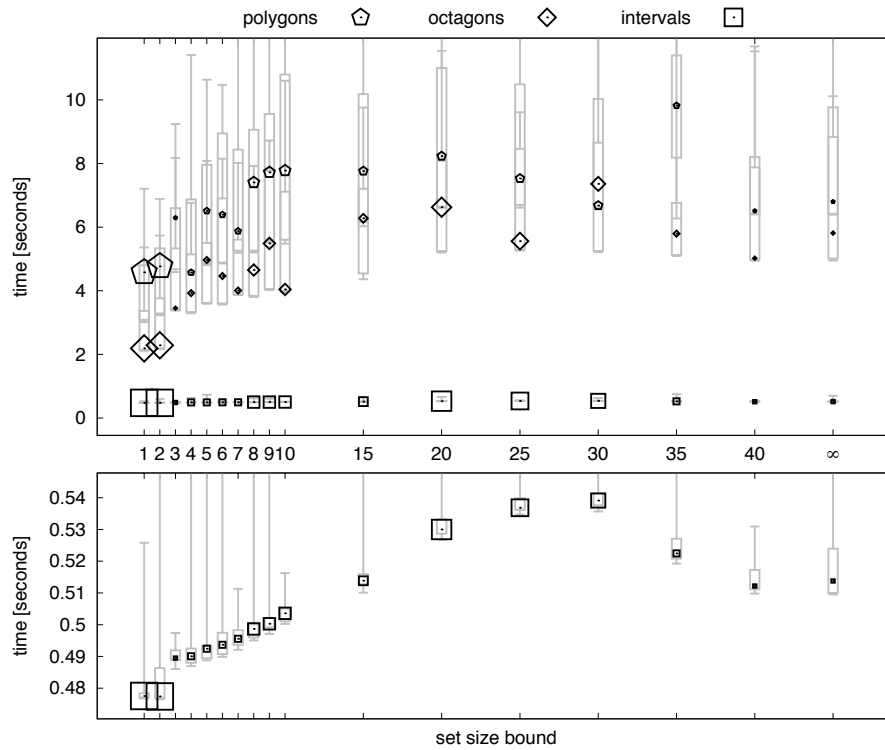 polygons octagons intervals
10
8
6
4
2
0
time [seconds]
1 2 3 4 5 6 7 8 9 10 15 20 25 30 35 40 ∞
0.54
0.53
0.52
0.51
0.5
0.49
0.48
time [seconds]
set size bound